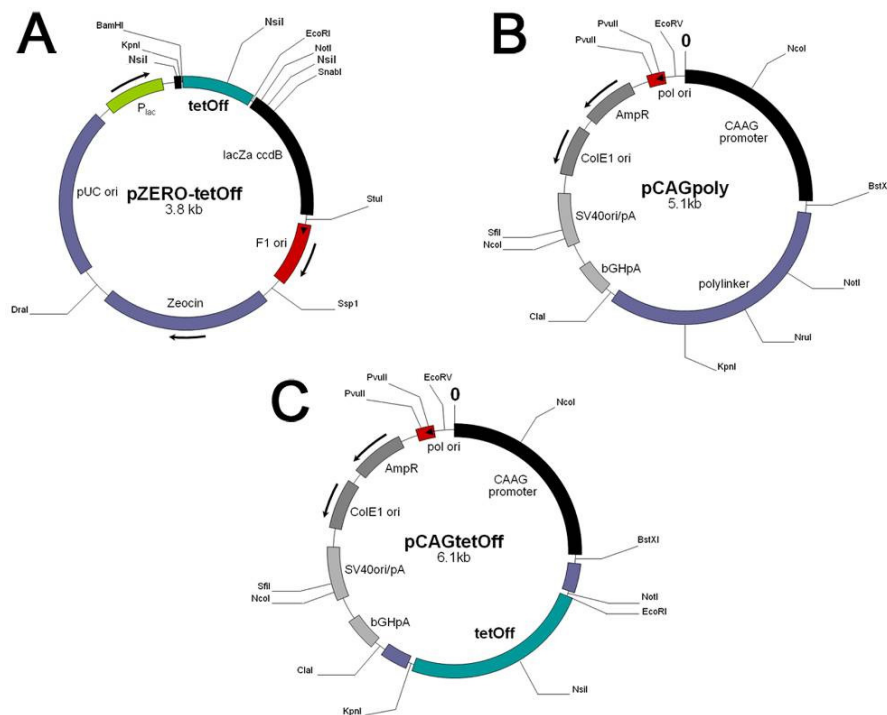 A
BamHI
KpnI
NsiI
NsiI
EcoRI
NotI
NsiI
SnabI
Plac
tetOff
lacZa ccdB
pUC ori
pZERO-tetOff
3.8 kb
StuI
F1 ori
Zeocin
DraI
Ssp1
B
PvuII
PvuII
EcoRV
0
NcoI
pol ori
AmpR
CAAG
promoter
ColE1 ori
pCAGpoly
5.1kb
BstX
SV40ori/pA
SfiI
NcoI
bGHpA
polylinker
NotI
ClaI
NruI
KpnI
C
PvuII
PvuII
EcoRV
0
NcoI
pol ori
AmpR
CAAG
promoter
ColE1 ori
pCAGtetOff
6.1kb
BstXI
SV40ori/pA
SfiI
NcoI
NotI
EcoRI
bGHpA
tetOff
ClaI
NsiI
KpnI